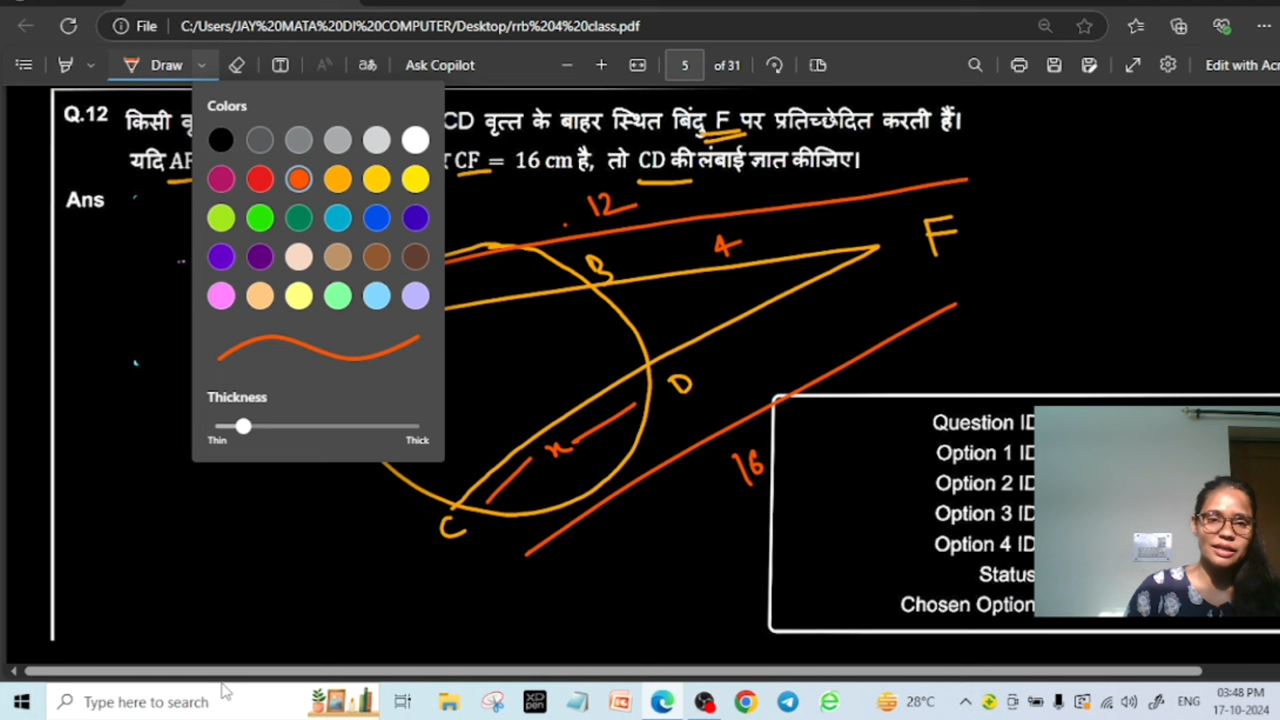 File C:/Users/JAY%20MATA%20DI%20COMPUTER/Desktop/rrb%204%20class.pdf
Draw
Ask Copilot
5 of 31
Edit with Acr
Colors
Thickness
Thin Thick
Q.12 किसी वृ CD वृत्त के बाहर स्थित बिंदु F पर प्रतिच्छेदित करती हैं।
यदि AF CF = 16 cm है, तो CD की लंबाई ज्ञात कीजिए।
Ans
12
4
F
B
D
x
16
C
Question ID
Option 1 ID
Option 2 ID
Option 3 ID
Option 4 ID
Status
Chosen Option
Type here to search
28°C
ENG
03:48 PM
17-10-2024